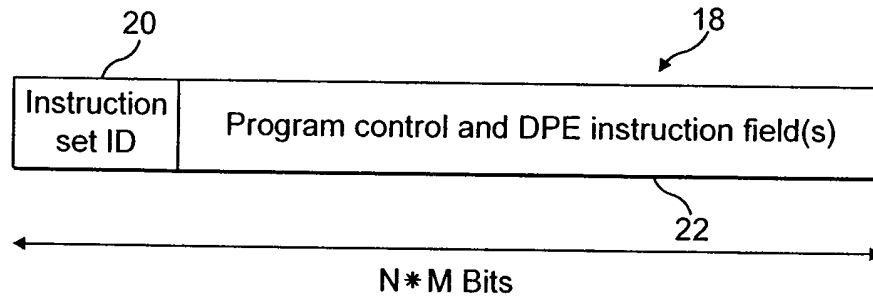 20
18
Instruction
set ID
Program control and DPE instruction field(s)
22
N*M Bits